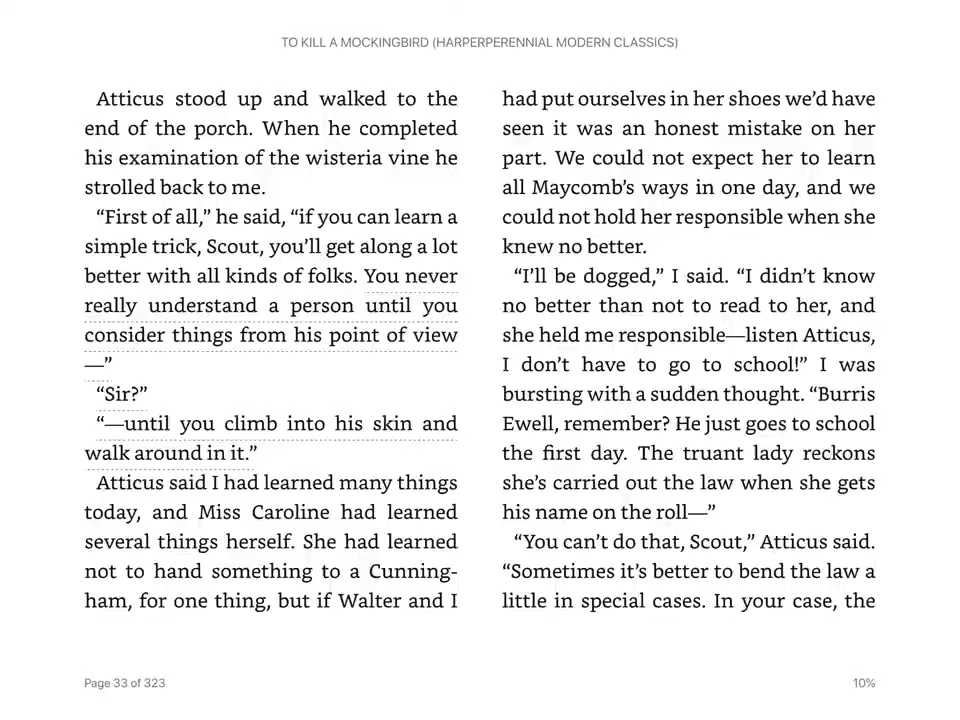 TO KILL A MOCKINGBIRD (HARPERPERENNIAL MODERN CLASSICS)
Atticus stood up and walked to the
end of the porch. When he completed
his examination of the wisteria vine he
strolled back to me.
“First of all,” he said, “if you can learn a
simple trick, Scout, you’ll get along a lot
better with all kinds of folks. You never
really understand a person until you
consider things from his point of view
—”
“Sir?”
“—until you climb into his skin and
walk around in it.”
Atticus said I had learned many things
today, and Miss Caroline had learned
several things herself. She had learned
not to hand something to a Cunning-
ham, for one thing, but if Walter and I
had put ourselves in her shoes we’d have
seen it was an honest mistake on her
part. We could not expect her to learn
all Maycomb’s ways in one day, and we
could not hold her responsible when she
knew no better.
“I’ll be dogged,” I said. “I didn’t know
no better than not to read to her, and
she held me responsible—listen Atticus,
I don’t have to go to school!” I was
bursting with a sudden thought. “Burris
Ewell, remember? He just goes to school
the first day. The truant lady reckons
she’s carried out the law when she gets
his name on the roll—”
“You can’t do that, Scout,” Atticus said.
“Sometimes it’s better to bend the law a
little in special cases. In your case, the
Page 33 of 323
10%